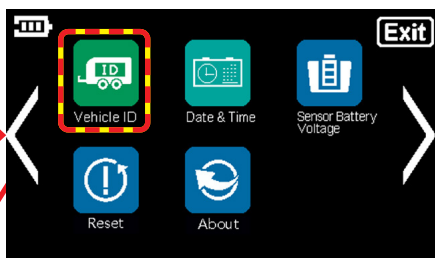 Exit
ID
Vehicle ID
Date & Time
Sensor Battery
Voltage
Reset
About